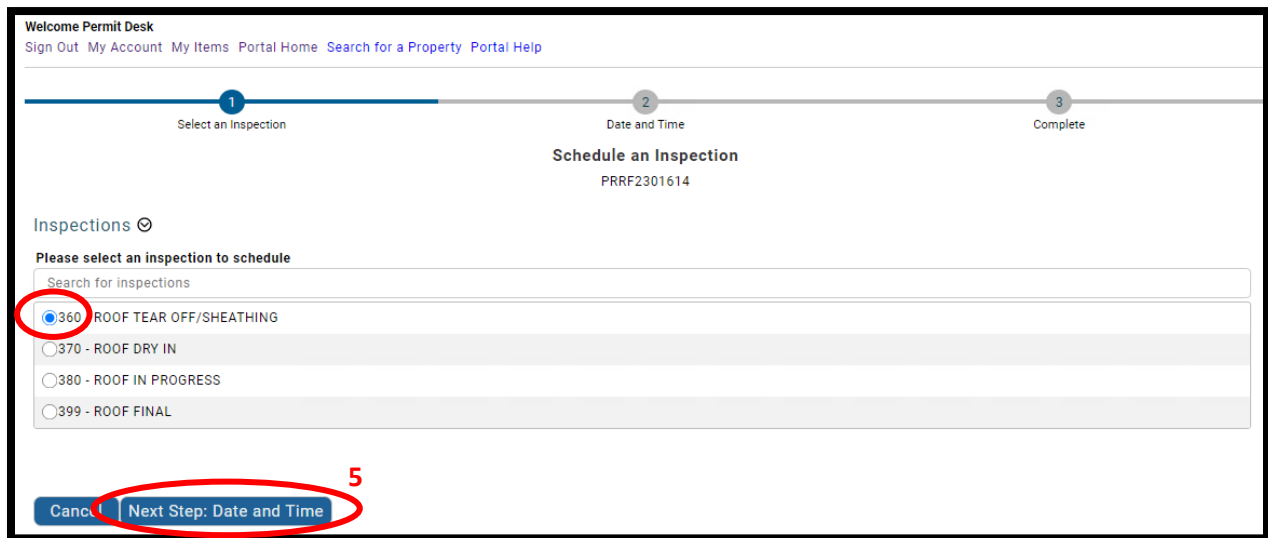 Welcome Permit Desk
Sign Out My Account My Items Portal Home Search for a Property Portal Help
1 2 3
Select an Inspection Date and Time Complete
Schedule an Inspection
PRRF2301614
Inspections
Please select an inspection to schedule
Search for inspections
360 - ROOF TEAR OFF/SHEATHING
370 - ROOF DRY IN
380 - ROOF IN PROGRESS
399 - ROOF FINAL
5
Cancel Next Step: Date and Time